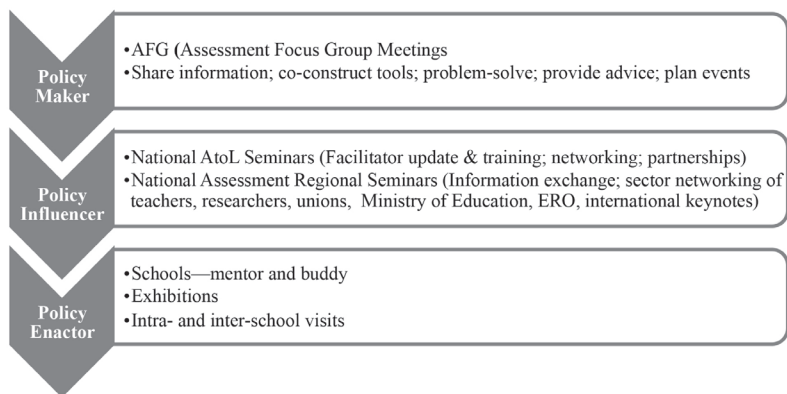 Policy
Maker
•AFG (Assessment Focus Group Meetings
•Share information; co-construct tools; problem-solve; provide advice; plan events
Policy
Influencer
•National AtoL Seminars (Facilitator update & training; networking; partnerships)
•National Assessment Regional Seminars (Information exchange; sector networking of
teachers, researchers, unions, Ministry of Education, ERO, international keynotes)
Policy
Enactor
•Schools—mentor and buddy
•Exhibitions
•Intra- and inter-school visits